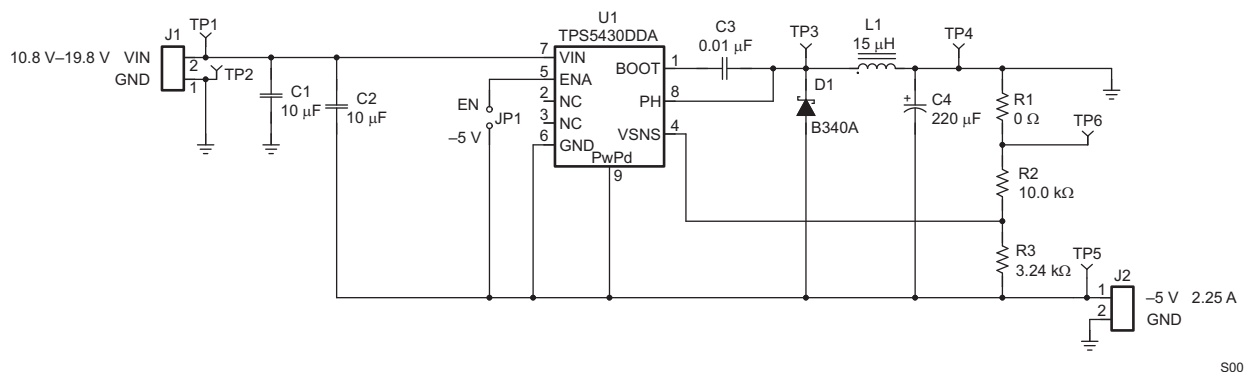 U1
TPS5430DDA
J1
10.8 V–19.8 V VIN
GND
2
1
TP1
TP2
C1
10 µF
C2
10 µF
EN
JP1
–5 V
7 VIN
5 ENA
2 NC
3 NC
6 GND
BOOT 1
PH 8
VSNS 4
PwPd
9
C3
0.01 µF
TP3
D1
B340A
L1
15 µH
TP4
C4
+
220 µF
R1
0 Ω
TP6
R2
10.0 kΩ
R3
3.24 kΩ
TP5
J2
1
2
–5 V 2.25 A
GND
S00